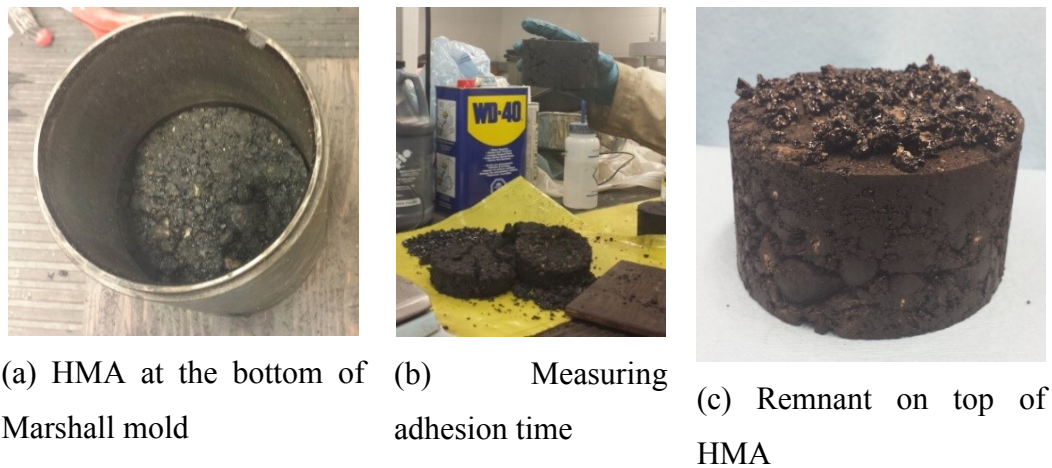 WD-40
(a) HMA at the bottom of
Marshall mold
(b) Measuring
adhesion time
(c) Remnant on top of
HMA